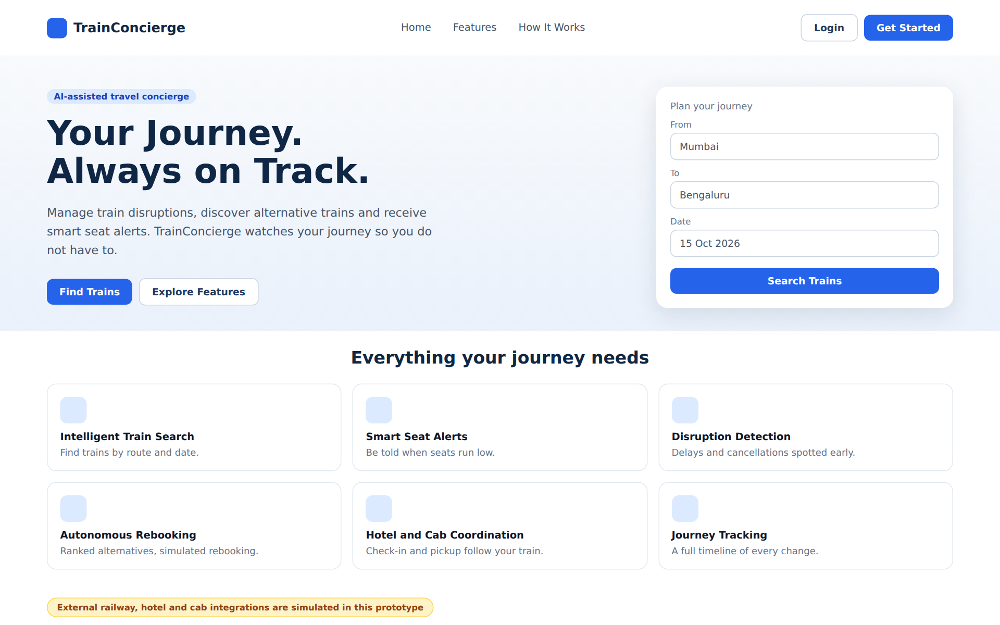 TrainConcierge
Home
Features
How It Works
Login
Get Started
AI-assisted travel concierge
Your Journey.
Always on Track.
Manage train disruptions, discover alternative trains and receive
smart seat alerts. TrainConcierge watches your journey so you do
not have to.
Find Trains
Explore Features
Plan your journey
From
Mumbai
To
Bengaluru
Date
15 Oct 2026
Search Trains
Everything your journey needs
Intelligent Train Search
Find trains by route and date.
Smart Seat Alerts
Be told when seats run low.
Disruption Detection
Delays and cancellations spotted early.
Autonomous Rebooking
Ranked alternatives, simulated rebooking.
Hotel and Cab Coordination
Check-in and pickup follow your train.
Journey Tracking
A full timeline of every change.
External railway, hotel and cab integrations are simulated in this prototype